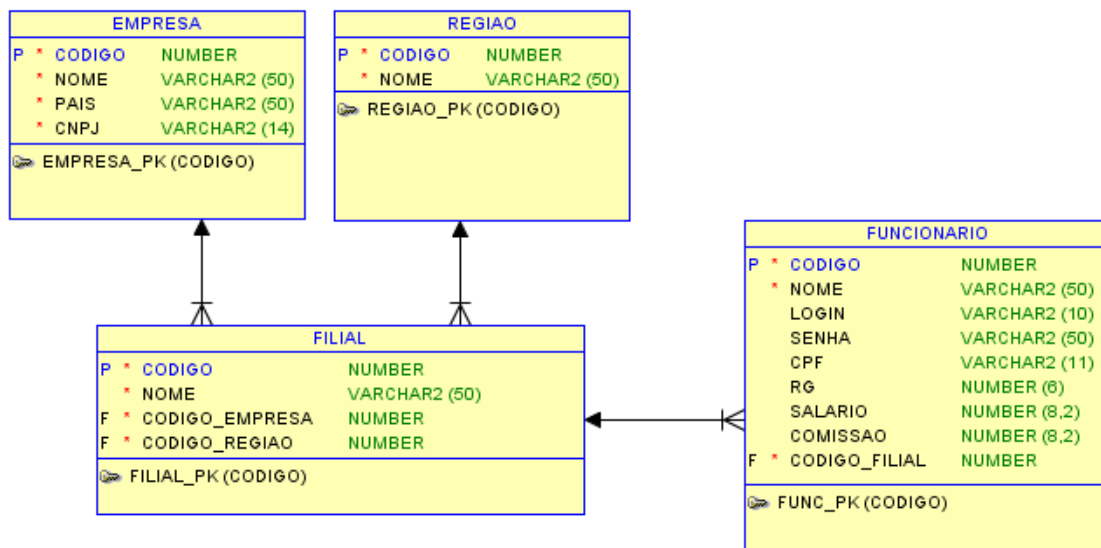 EMPRESA
P * CODIGO NUMBER
* NOME VARCHAR2 (50)
* PAIS VARCHAR2 (50)
* CNPJ VARCHAR2 (14)
EMPRESA_PK (CODIGO)
REGIAO
P * CODIGO NUMBER
* NOME VARCHAR2 (50)
REGIAO_PK (CODIGO)
FILIAL
P * CODIGO NUMBER
* NOME VARCHAR2 (50)
F * CODIGO_EMPRESA NUMBER
F * CODIGO_REGIAO NUMBER
FILIAL_PK (CODIGO)
FUNCIONARIO
P * CODIGO NUMBER
* NOME VARCHAR2 (50)
LOGIN VARCHAR2 (10)
SENHA VARCHAR2 (50)
CPF VARCHAR2 (11)
RG NUMBER (6)
SALARIO NUMBER (8,2)
COMISSAO NUMBER (8,2)
F * CODIGO_FILIAL NUMBER
FUNC_PK (CODIGO)